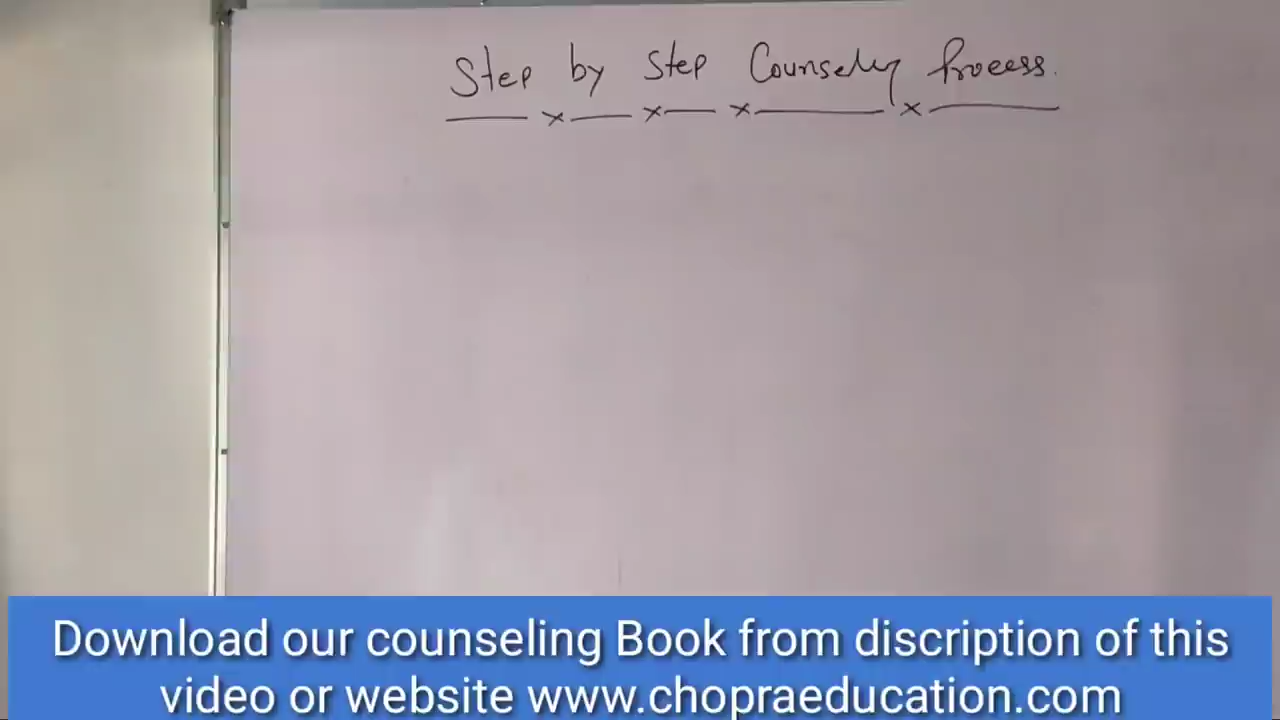 Step by Step Counseling Process.
Download our counseling Book from discription of this
video or website www.chopraeducation.com